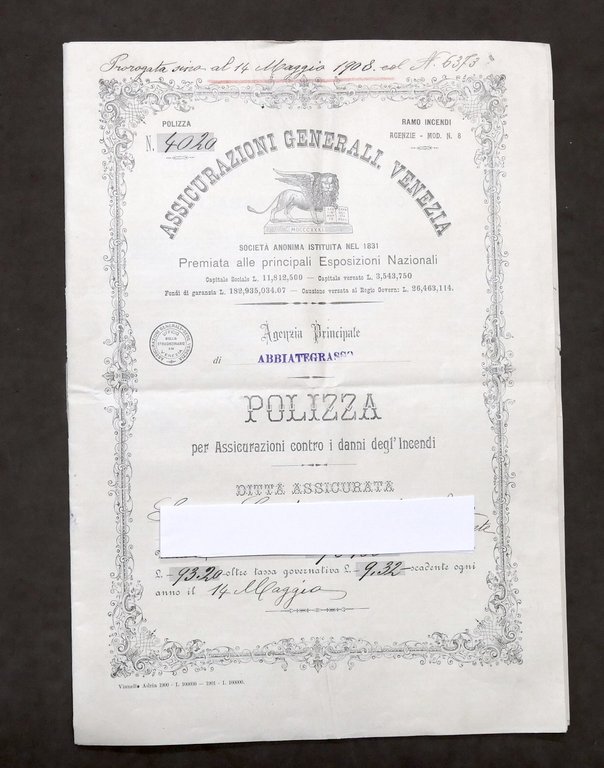 Prorogata sino al 14 Maggio 1908 col N. 6373
POLIZZA
N. 4020
RAMO INCENDI
AGENZIE - MOD. N. 8
ASSICURAZIONI GENERALI. VENEZIA
MDCCCXXXI
SOCIETÀ ANONIMA ISTITUITA NEL 1831
Premiata alle principali Esposizioni Nazionali
Capitale Sociale L. 11,812,500 — Capitale versato L. 3,543,750
Fondi di garanzia L. 182,935,034.67 — Cauzione versata al Regio Governo L. 26,463,114.
Agenzia Principale
di ABBIATEGRASSO
POLIZZA
per Assicurazioni contro i danni degl' Incendi
DITTA ASSICURATA
L. 93.20 oltre tassa governativa L. 9,32 scadente ogni
anno il 14 Maggio
Vianello Adria 1900 - I. 100000 — 1901 - I. 100000.